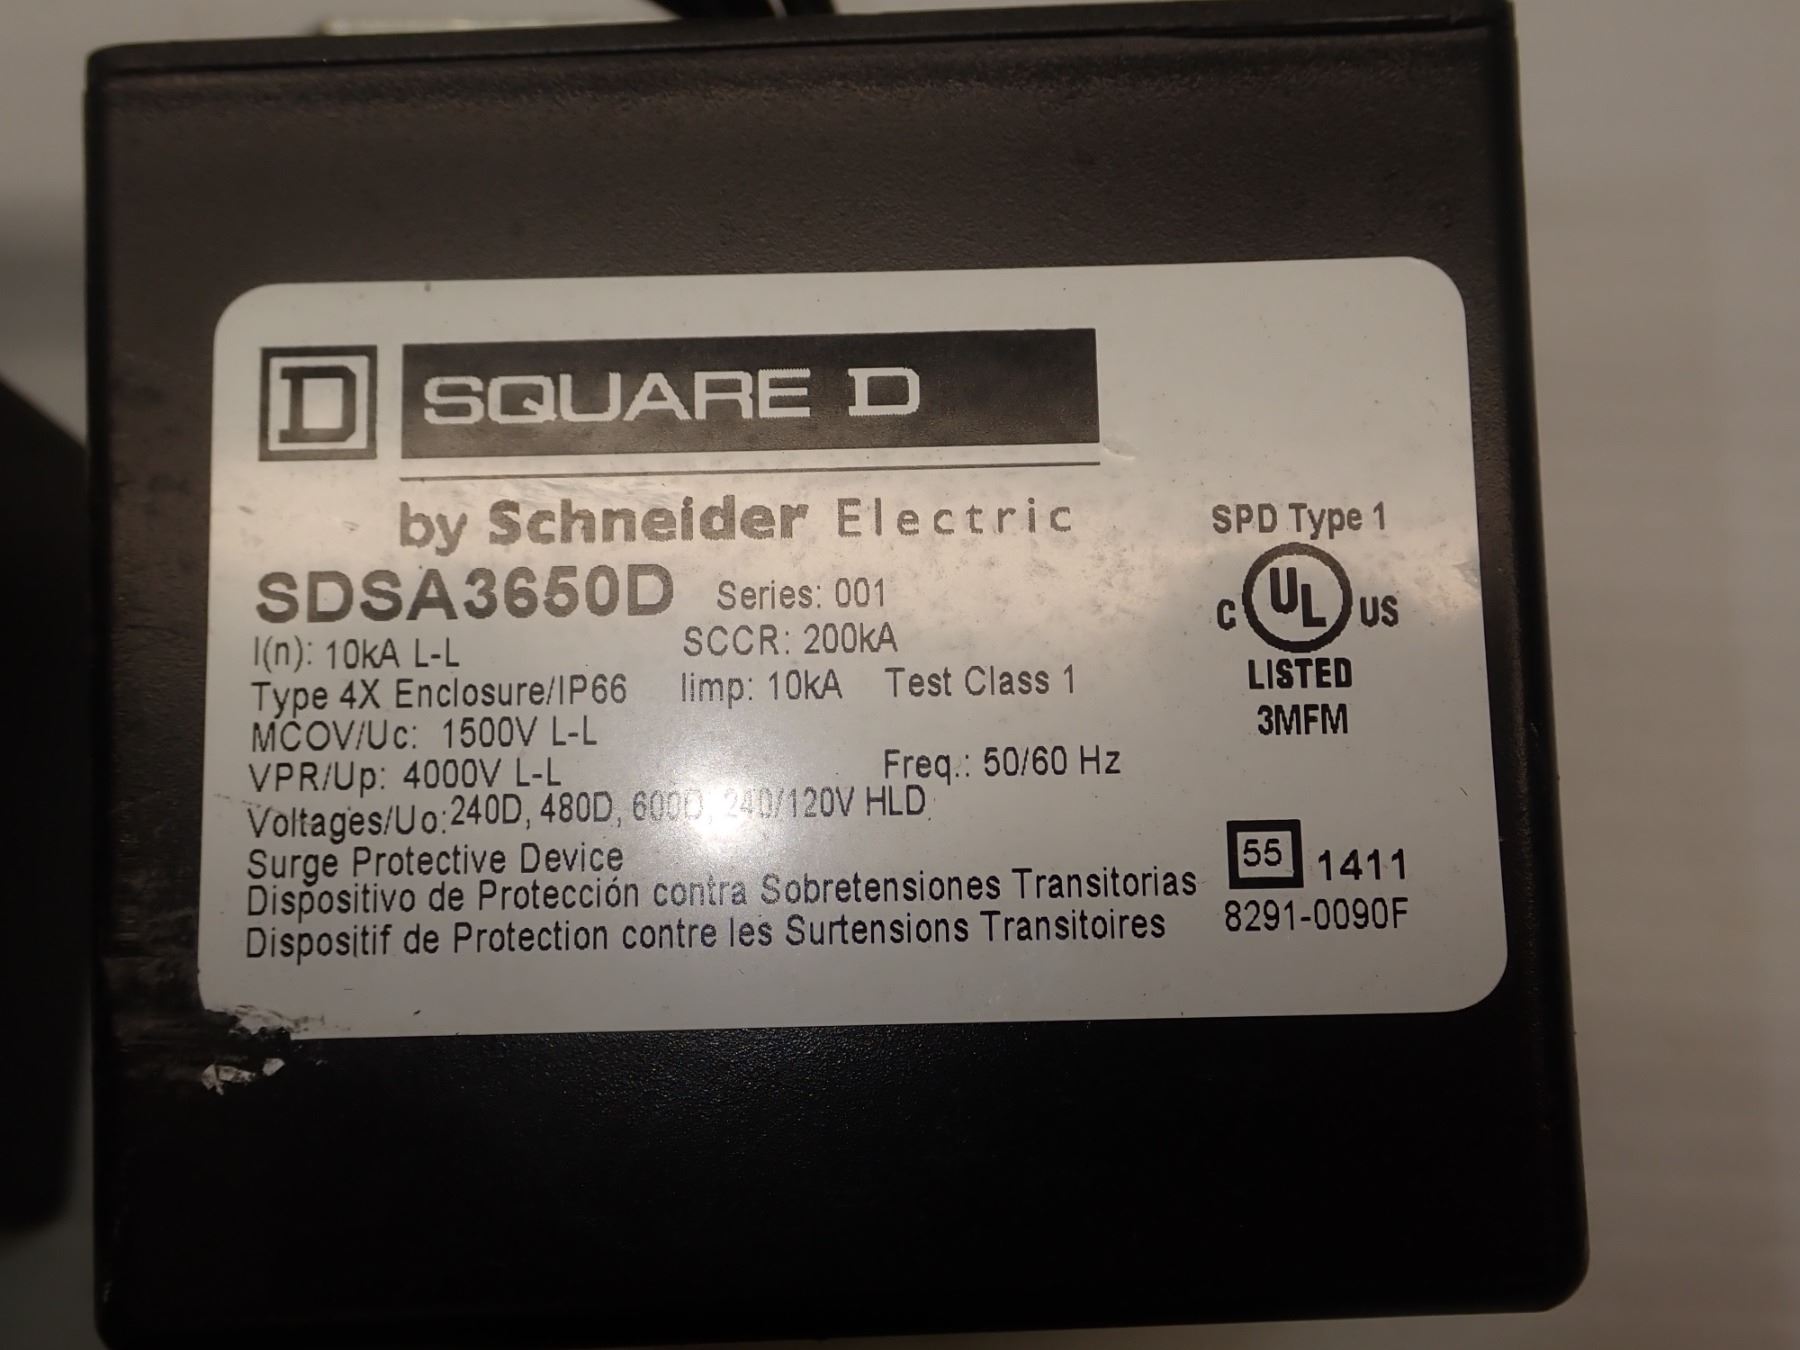 D SQUARE D
by Schneider Electric
SDSA3650D Series: 001
I(n): 10kA L-L SCCR: 200kA
Type 4X Enclosure/IP66 Iimp: 10kA Test Class 1
MCOV/Uc: 1500V L-L
VPR/Up: 4000V L-L Freq.: 50/60 Hz
Voltages/Uo: 240D, 480D, 600D, 240/120V HLD
Surge Protective Device
Dispositivo de Protección contra Sobretensiones Transitorias
Dispositif de Protection contre les Surtensions Transitoires
SPD Type 1
C UL US
LISTED
3MFM
55 1411
8291-0090F